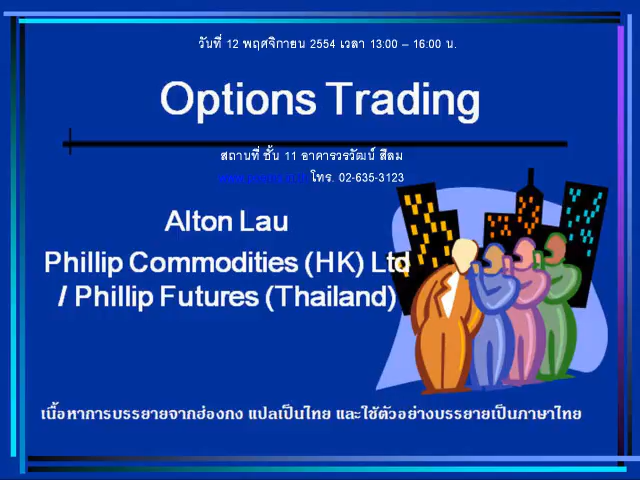 วันที่ 12 พฤศจิกายน 2554 เวลา 13:00 – 16:00 น.
Options Trading
สถานที่ ชั้น 11 อาคารวรวัฒน์ สีลม
โทร. 02-635-3123
Alton Lau
Phillip Commodities (HK) Ltd
/ Phillip Futures (Thailand)
เนื้อหาการบรรยายจากฮ่องกง แปลเป็นไทย และใช้ตัวอย่างบรรยายเป็นภาษาไทย